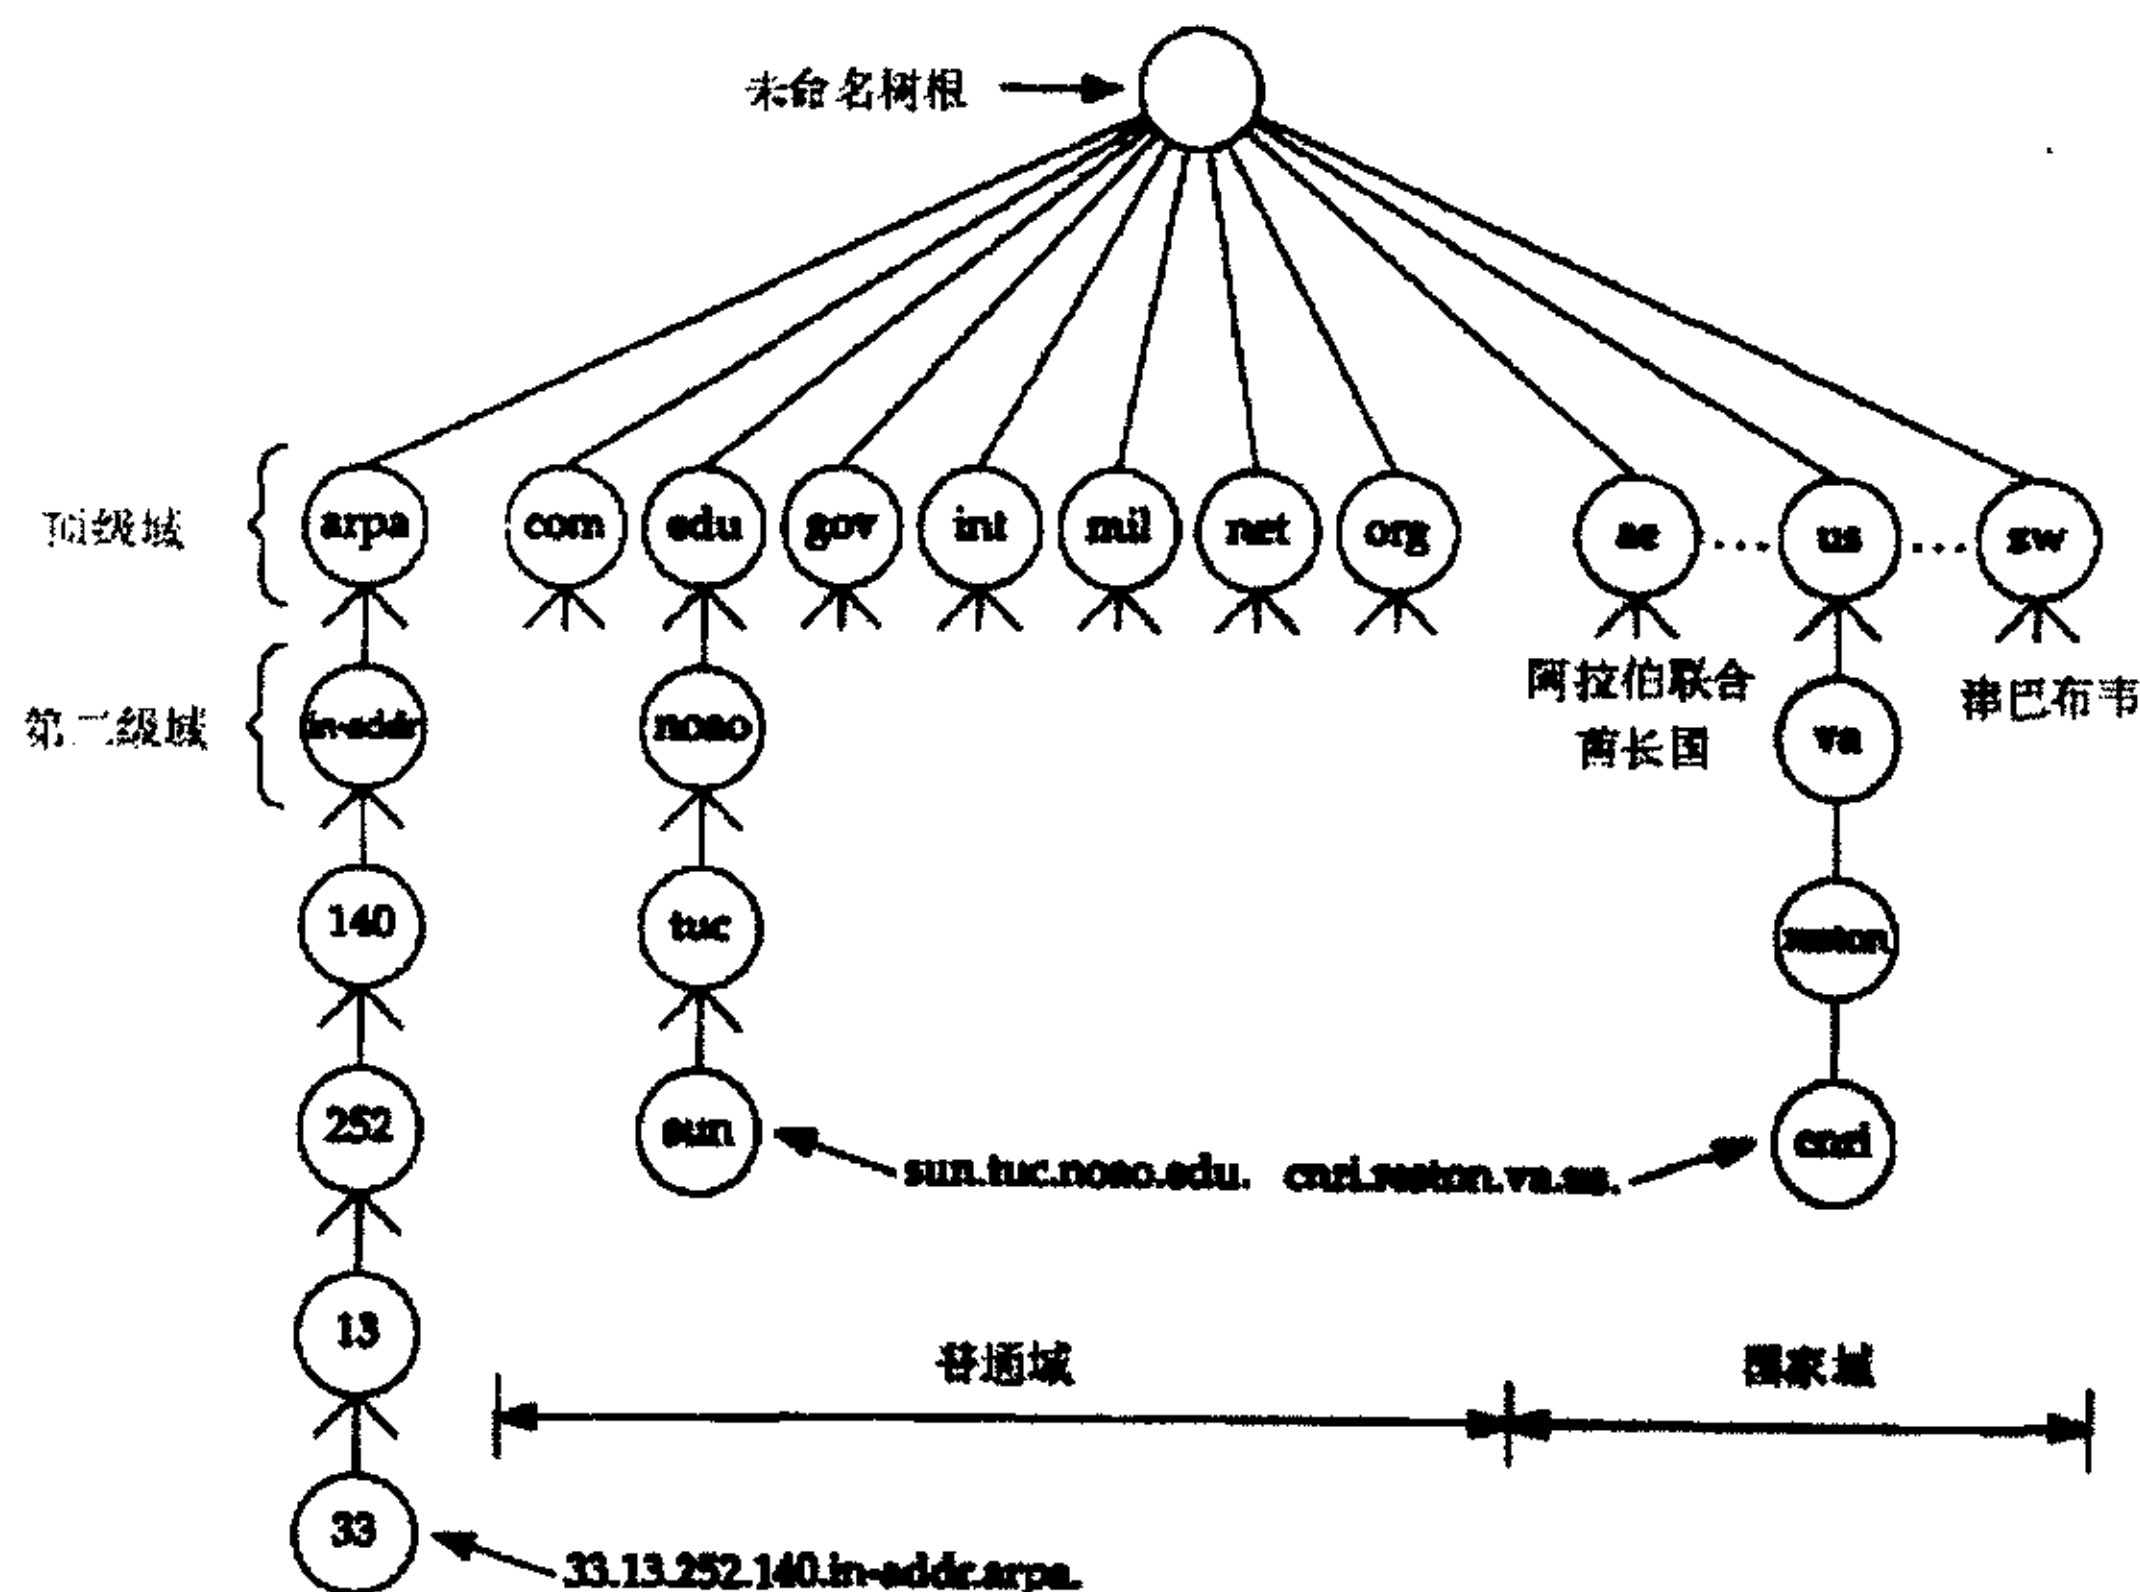 未命名树根
顶级域
arpa
com
edu
gov
int
mil
net
org
ae
...
us
...
zw
阿拉伯联合
酋长国
津巴布韦
第二级域
in-addr
noao
va
140
tuc
reston
252
sun
cnri
sun.tuc.noao.edu.
cnri.reston.va.us.
13
普通域
国家域
33
33.13.252.140.in-addr.arpa.